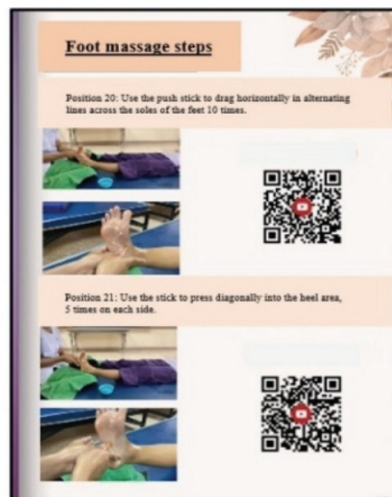 Foot massage steps
Position 20: Use the push stick to drag horizontally in alternating
lines across the soles of the feet 10 times.
Position 21: Use the stick to press diagonally into the heel area,
5 times on each side.